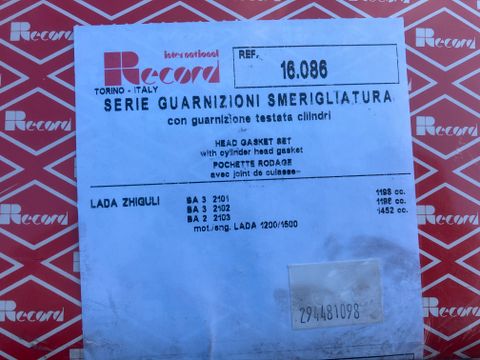 international
Record
TORINO - ITALY
REF.
16.086
SERIE GUARNIZIONI SMERIGLIATURA
con guarnizione testata cilindri
HEAD GASKET SET
with cylinder head gasket
POCHETTE RODAGE
avec joint de culasse
LADA ZHIGULI BA 3 2101 1198 cc.
BA 3 2102 1198 cc.
BA 2 2103 1452 cc.
mot./eng. LADA 1200/1500
294481098
Record
Record
Record
Record
Record
Record